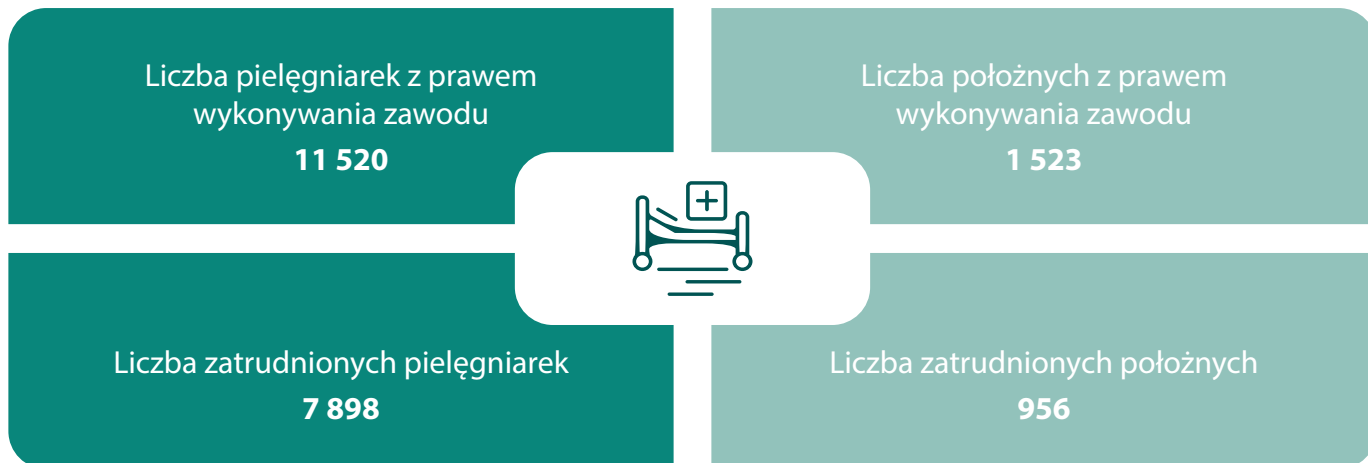 Liczba pielęgniarek z prawem
wykonywania zawodu
11 520
Liczba położnych z prawem
wykonywania zawodu
1 523
Liczba zatrudnionych pielęgniarek
7 898
Liczba zatrudnionych położnych
956